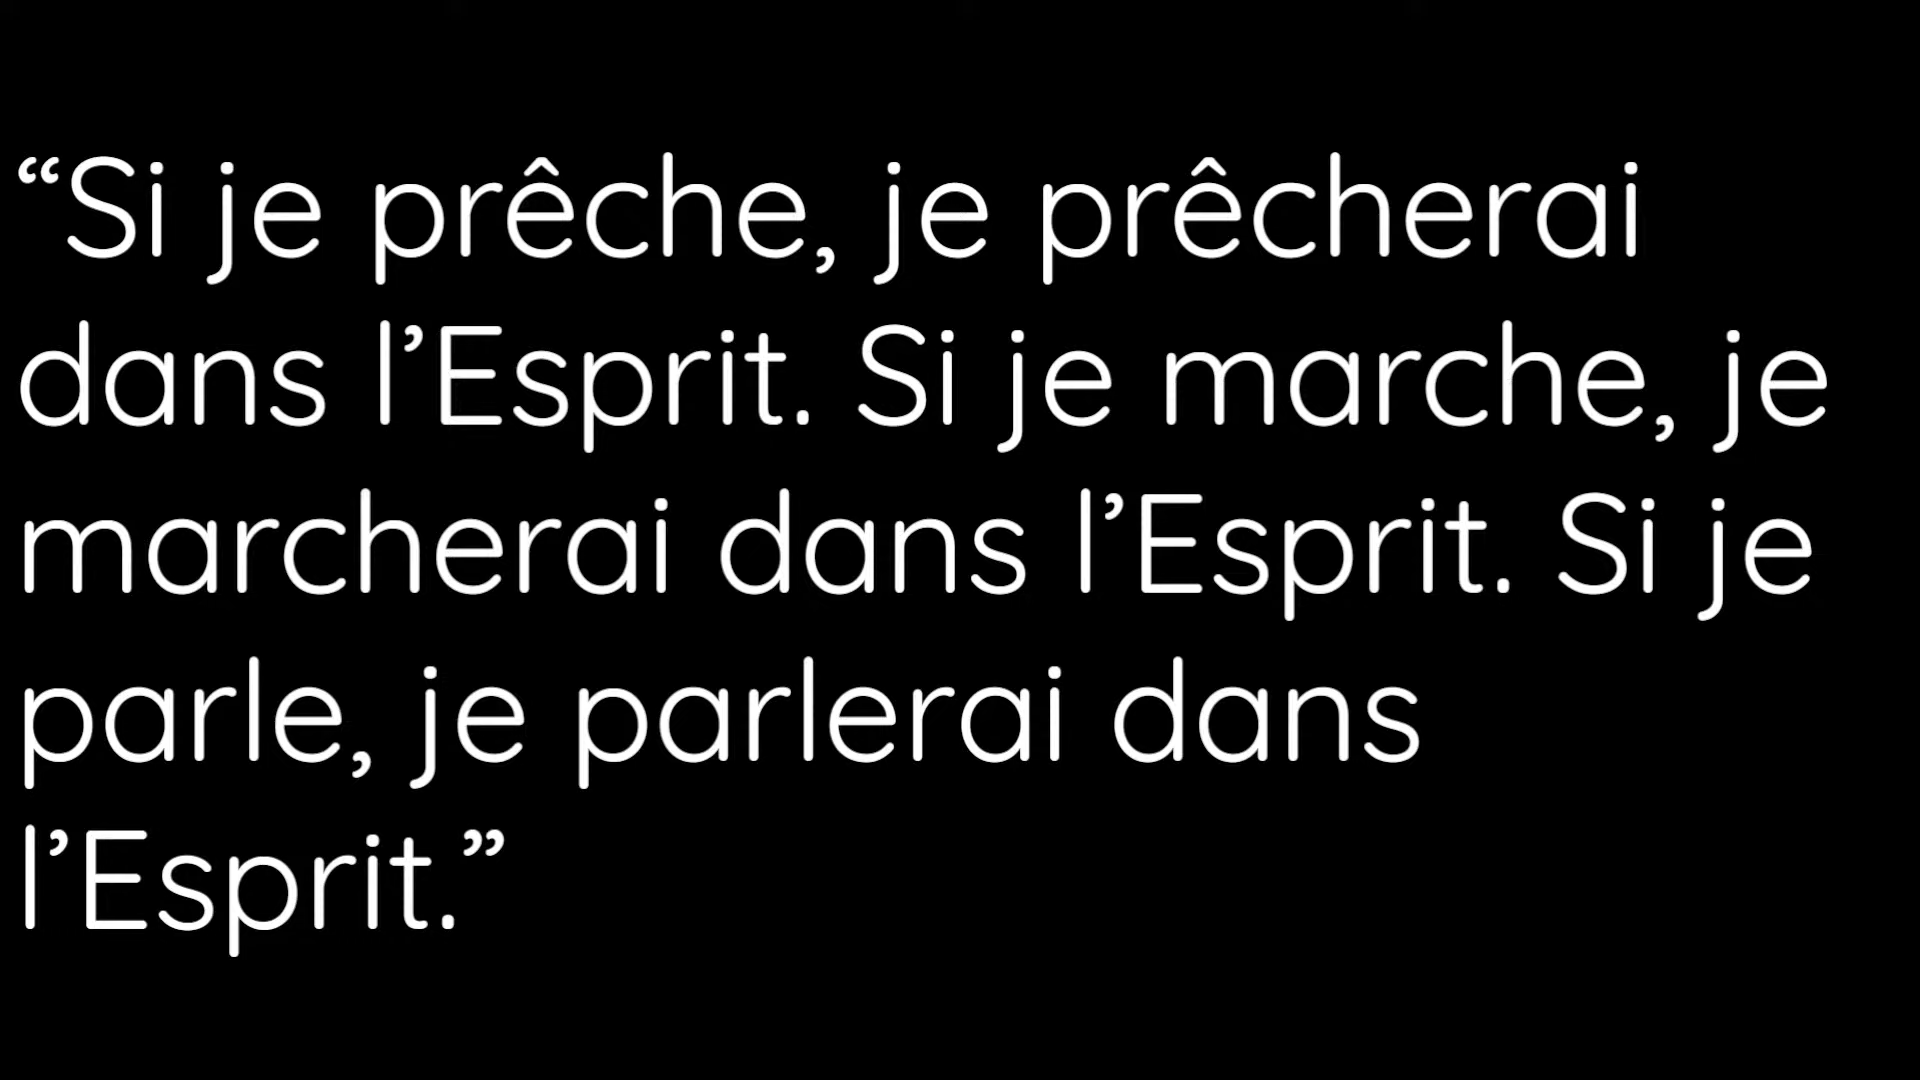 “Si je prêche, je prêcherai
dans l’Esprit. Si je marche, je
marcherai dans l’Esprit. Si je
parle, je parlerai dans
l’Esprit.”